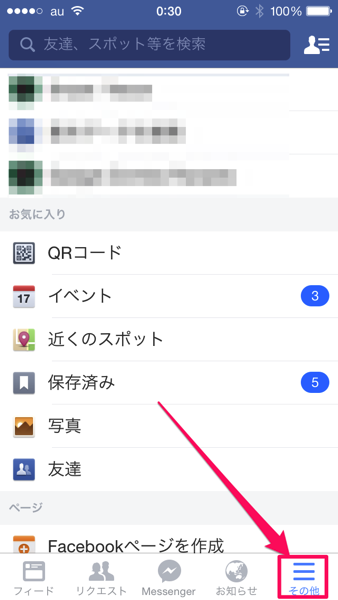 au 0:30 100%
友達、スポット等を検索
お気に入り
QRコード
17 イベント 3
近くのスポット
保存済み 5
写真
友達
ページ
Facebookページを作成
フィード リクエスト Messenger お知らせ その他